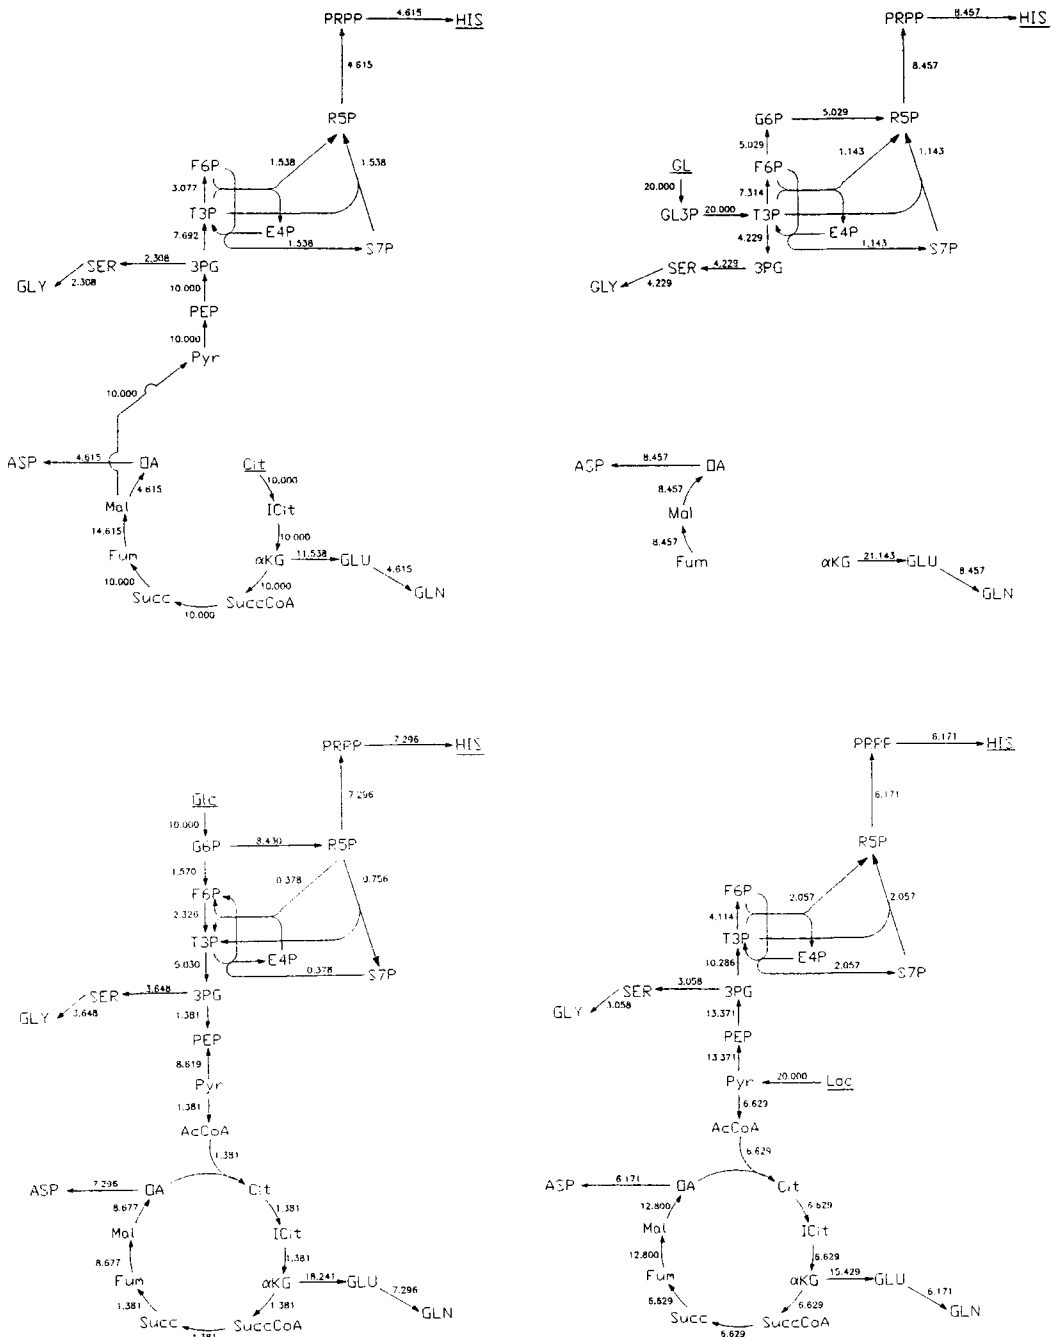 PRPP 4.615 HIS
4.615
R5P
F6P 1.538 1.538
3.077
T3P
7.692 E4P
1.538 S7P
GLY 2.308 SER 2.308 3PG
10.000
PEP
10.000
Pyr
10.000
ASP 4.615 OA Cit
4.615 10.000
Mal ICit
14.615 10.000
Fum αKG 11.538 GLU
10.000 10.000 4.615
Succ 10.000 SuccCoA GLN
PRPP 8.457 HIS
8.457
G6P 5.029 R5P
5.029
GL F6P 1.143 1.143
20.000 7.314
GL3P 20.000 T3P
4.229 E4P
1.143 S7P
GLY 4.229 SER 4.229 3PG
ASP 8.457 OA
8.457
Mal
8.457
Fum αKG 21.143 GLU
8.457
GLN
PRPP 7.296 HIS
7.296
Glc
10.000
G6P 8.430 R5P
1.570
F6P 0.378 0.756
2.326
T3P
5.030 E4P
0.378 S7P
GLY 3.648 SER 3.648 3PG
1.381
PEP
8.619
Pyr
1.381
AcCoA
1.381
ASP 7.296 OA Cit
8.677 1.381
Mal ICit
8.677 1.381
Fum αKG 18.241 GLU
1.381 1.381 7.296
Succ 1.381 SuccCoA GLN
PRPP 6.171 HIS
6.171
R5P
F6P 2.057 2.057
4.114
T3P
10.286 E4P
2.057 S7P
GLY 3.058 SER 3.058 3PG
13.371
PEP
13.371
Pyr 20.000 Lac
6.629
AcCoA
6.629
ASP 6.171 OA Cit
12.800 6.629
Mal ICit
12.800 6.629
Fum αKG 15.429 GLU
6.629 6.629 6.171
Succ 6.629 SuccCoA GLN